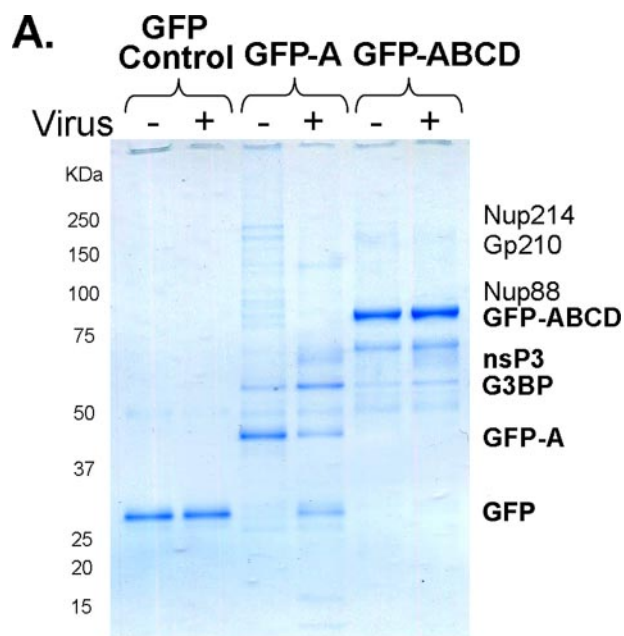 A.
GFP
Control GFP-A GFP-ABCD
Virus - + - + - +
KDa
250
150
100
75
50
37
25
20
15
Nup214
Gp210
Nup88
GFP-ABCD
nsP3
G3BP
GFP-A
GFP